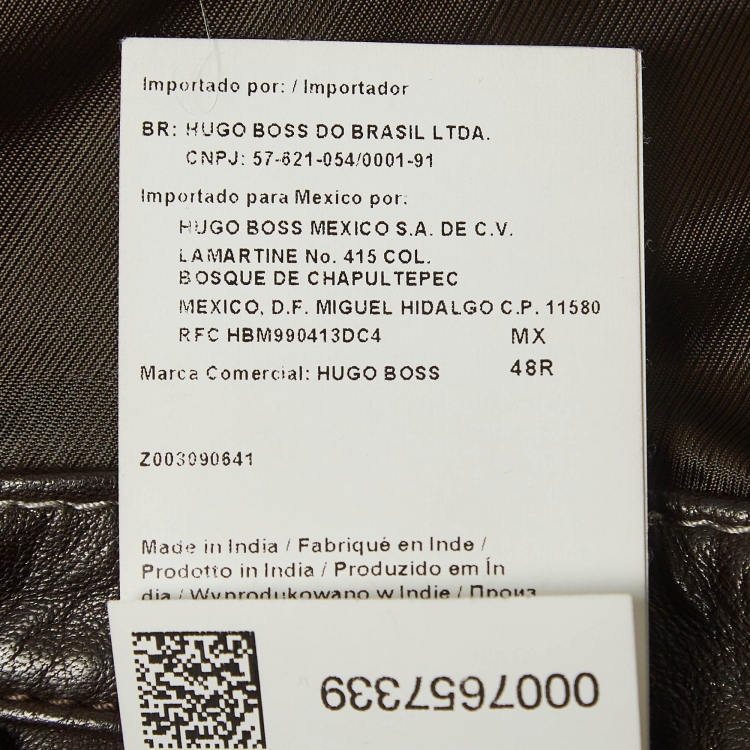 Importado por: / Importador
BR: HUGO BOSS DO BRASIL LTDA.
CNPJ: 57-621-054/0001-91
Importado para Mexico por:
HUGO BOSS MEXICO S.A. DE C.V.
LAMARTINE No. 415 COL.
BOSQUE DE CHAPULTEPEC
MEXICO, D.F. MIGUEL HIDALGO C.P. 11580
RFC HBM990413DC4 MX
Marca Comercial: HUGO BOSS 48R
Z003090641
Made in India / Fabriqué en Inde /
Prodotto in India / Produzido em Ín
dia / Wyprodukowano w Indie / Произ
0007657339